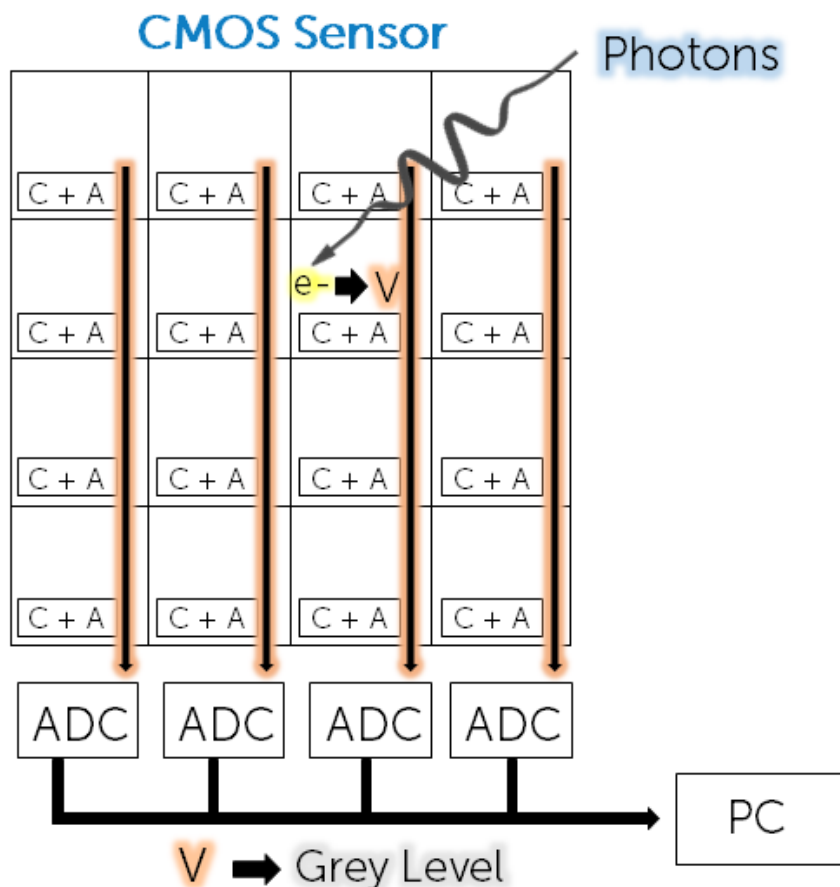 CMOS Sensor
Photons
C + A C + A C + A C + A
e- V
C + A C + A C + A C + A
C + A C + A C + A C + A
C + A C + A C + A C + A
ADC ADC ADC ADC
PC
V Grey Level